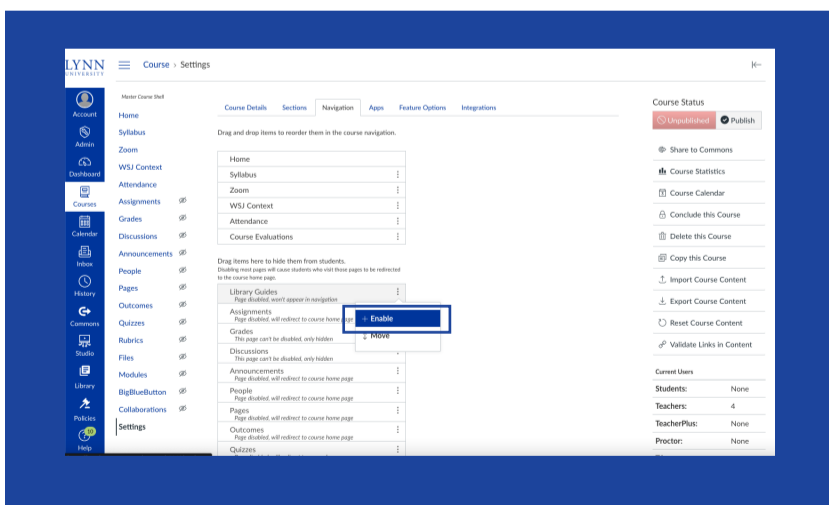 LYNN
UNIVERSITY
Course › Settings
Account
Admin
Dashboard
Courses
Calendar
Inbox
History
Commons
Studio
Library
Policies
10
Help
Master Course Shell
Home
Syllabus
Zoom
WSJ Context
Attendance
Assignments
Grades
Discussions
Announcements
People
Pages
Outcomes
Quizzes
Rubrics
Files
Modules
BigBlueButton
Collaborations
Settings
Course Details Sections Navigation Apps Feature Options Integrations
Drag and drop items to reorder them in the course navigation.
Home
Syllabus
Zoom
WSJ Context
Attendance
Course Evaluations
Drag items here to hide them from students.
Disabling most pages will cause students who visit those pages to be redirected
to the course home page.
Library Guides
Page disabled, won't appear in navigation
Assignments
Page disabled, will redirect to course home page
+ Enable
Move
Grades
This page can't be disabled, only hidden
Discussions
This page can't be disabled, only hidden
Announcements
Page disabled, will redirect to course home page
People
Page disabled, will redirect to course home page
Pages
Page disabled, will redirect to course home page
Outcomes
Page disabled, will redirect to course home page
Quizzes
Course Status
Unpublished Publish
Share to Commons
Course Statistics
Course Calendar
Conclude this Course
Delete this Course
Copy this Course
Import Course Content
Export Course Content
Reset Course Content
Validate Links in Content
Current Users
Students: None
Teachers: 4
TeacherPlus: None
Proctor: None